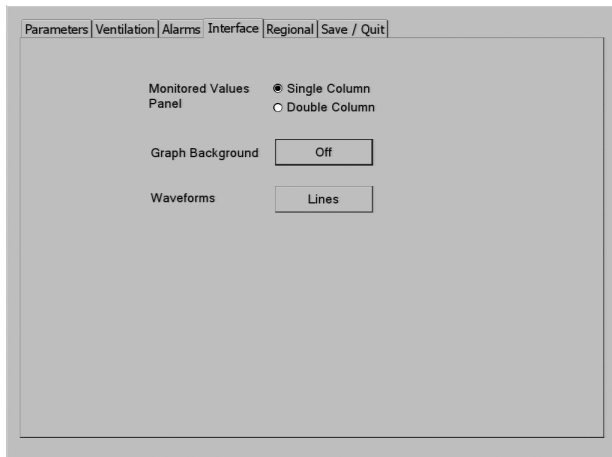 Parameters Ventilation Alarms Interface Regional Save / Quit
Monitored Values Single Column
Panel Double Column
Graph Background Off
Waveforms Lines